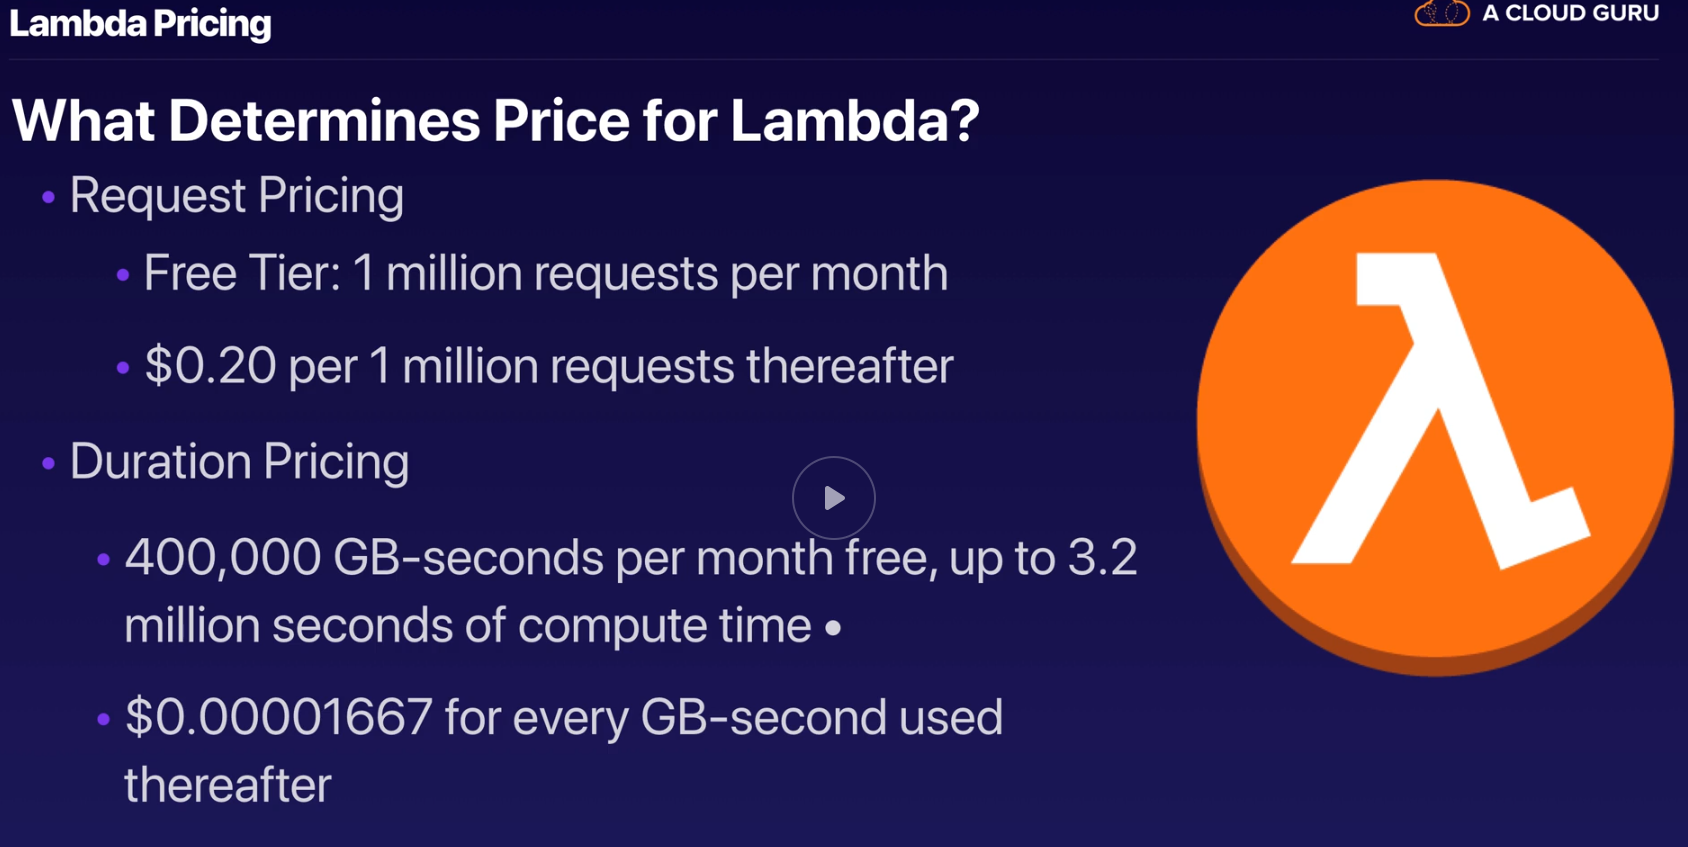 Lambda Pricing
A CLOUD GURU
What Determines Price for Lambda?
• Request Pricing
• Free Tier: 1 million requests per month
• $0.20 per 1 million requests thereafter
• Duration Pricing
• 400,000 GB-seconds per month free, up to 3.2
million seconds of compute time •
• $0.00001667 for every GB-second used
thereafter